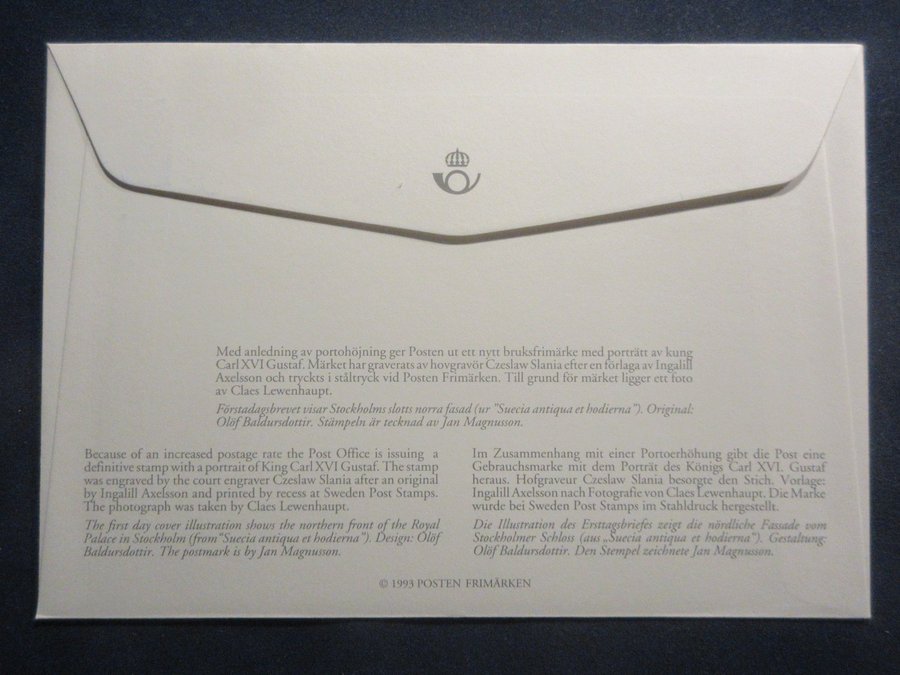 Med anledning av portohöjning ger Posten ut ett nytt bruksfrimärke med porträtt av kung
Carl XVI Gustaf. Märket har graverats av hovgravör Czeslaw Slania efter en förlaga av Ingalill
Axelsson och tryckts i ståltryck vid Posten Frimärken. Till grund för märket ligger ett foto
av Claes Lewenhaupt.
Förstadagsbrevet visar Stockholms slotts norra fasad (ur "Suecia antiqua et hodierna"). Original:
Olöf Baldursdottir. Stämpeln är tecknad av Jan Magnusson.
Because of an increased postage rate the Post Office is issuing a
definitive stamp with a portrait of King Carl XVI Gustaf. The stamp
was engraved by the court engraver Czeslaw Slania after an original
by Ingalill Axelsson and printed by recess at Sweden Post Stamps.
The photograph was taken by Claes Lewenhaupt.
The first day cover illustration shows the northern front of the Royal
Palace in Stockholm (from "Suecia antiqua et hodierna"). Design: Olöf
Baldursdottir. The postmark is by Jan Magnusson.
Im Zusammenhang mit einer Portoerhöhung gibt die Post eine
Gebrauchsmarke mit dem Porträt des Königs Carl XVI. Gustaf
heraus. Hofgraveur Czeslaw Slania besorgte den Stich. Vorlage:
Ingalill Axelsson nach Fotografie von Claes Lewenhaupt. Die Marke
wurde bei Sweden Post Stamps im Stahldruck hergestellt.
Die Illustration des Ersttagsbriefes zeigt die nördliche Fassade vom
Stockholmer Schloss (aus „Suecia antiqua et hodierna"). Gestaltung:
Olöf Baldursdottir. Den Stempel zeichnete Jan Magnusson.
© 1993 POSTEN FRIMÄRKEN